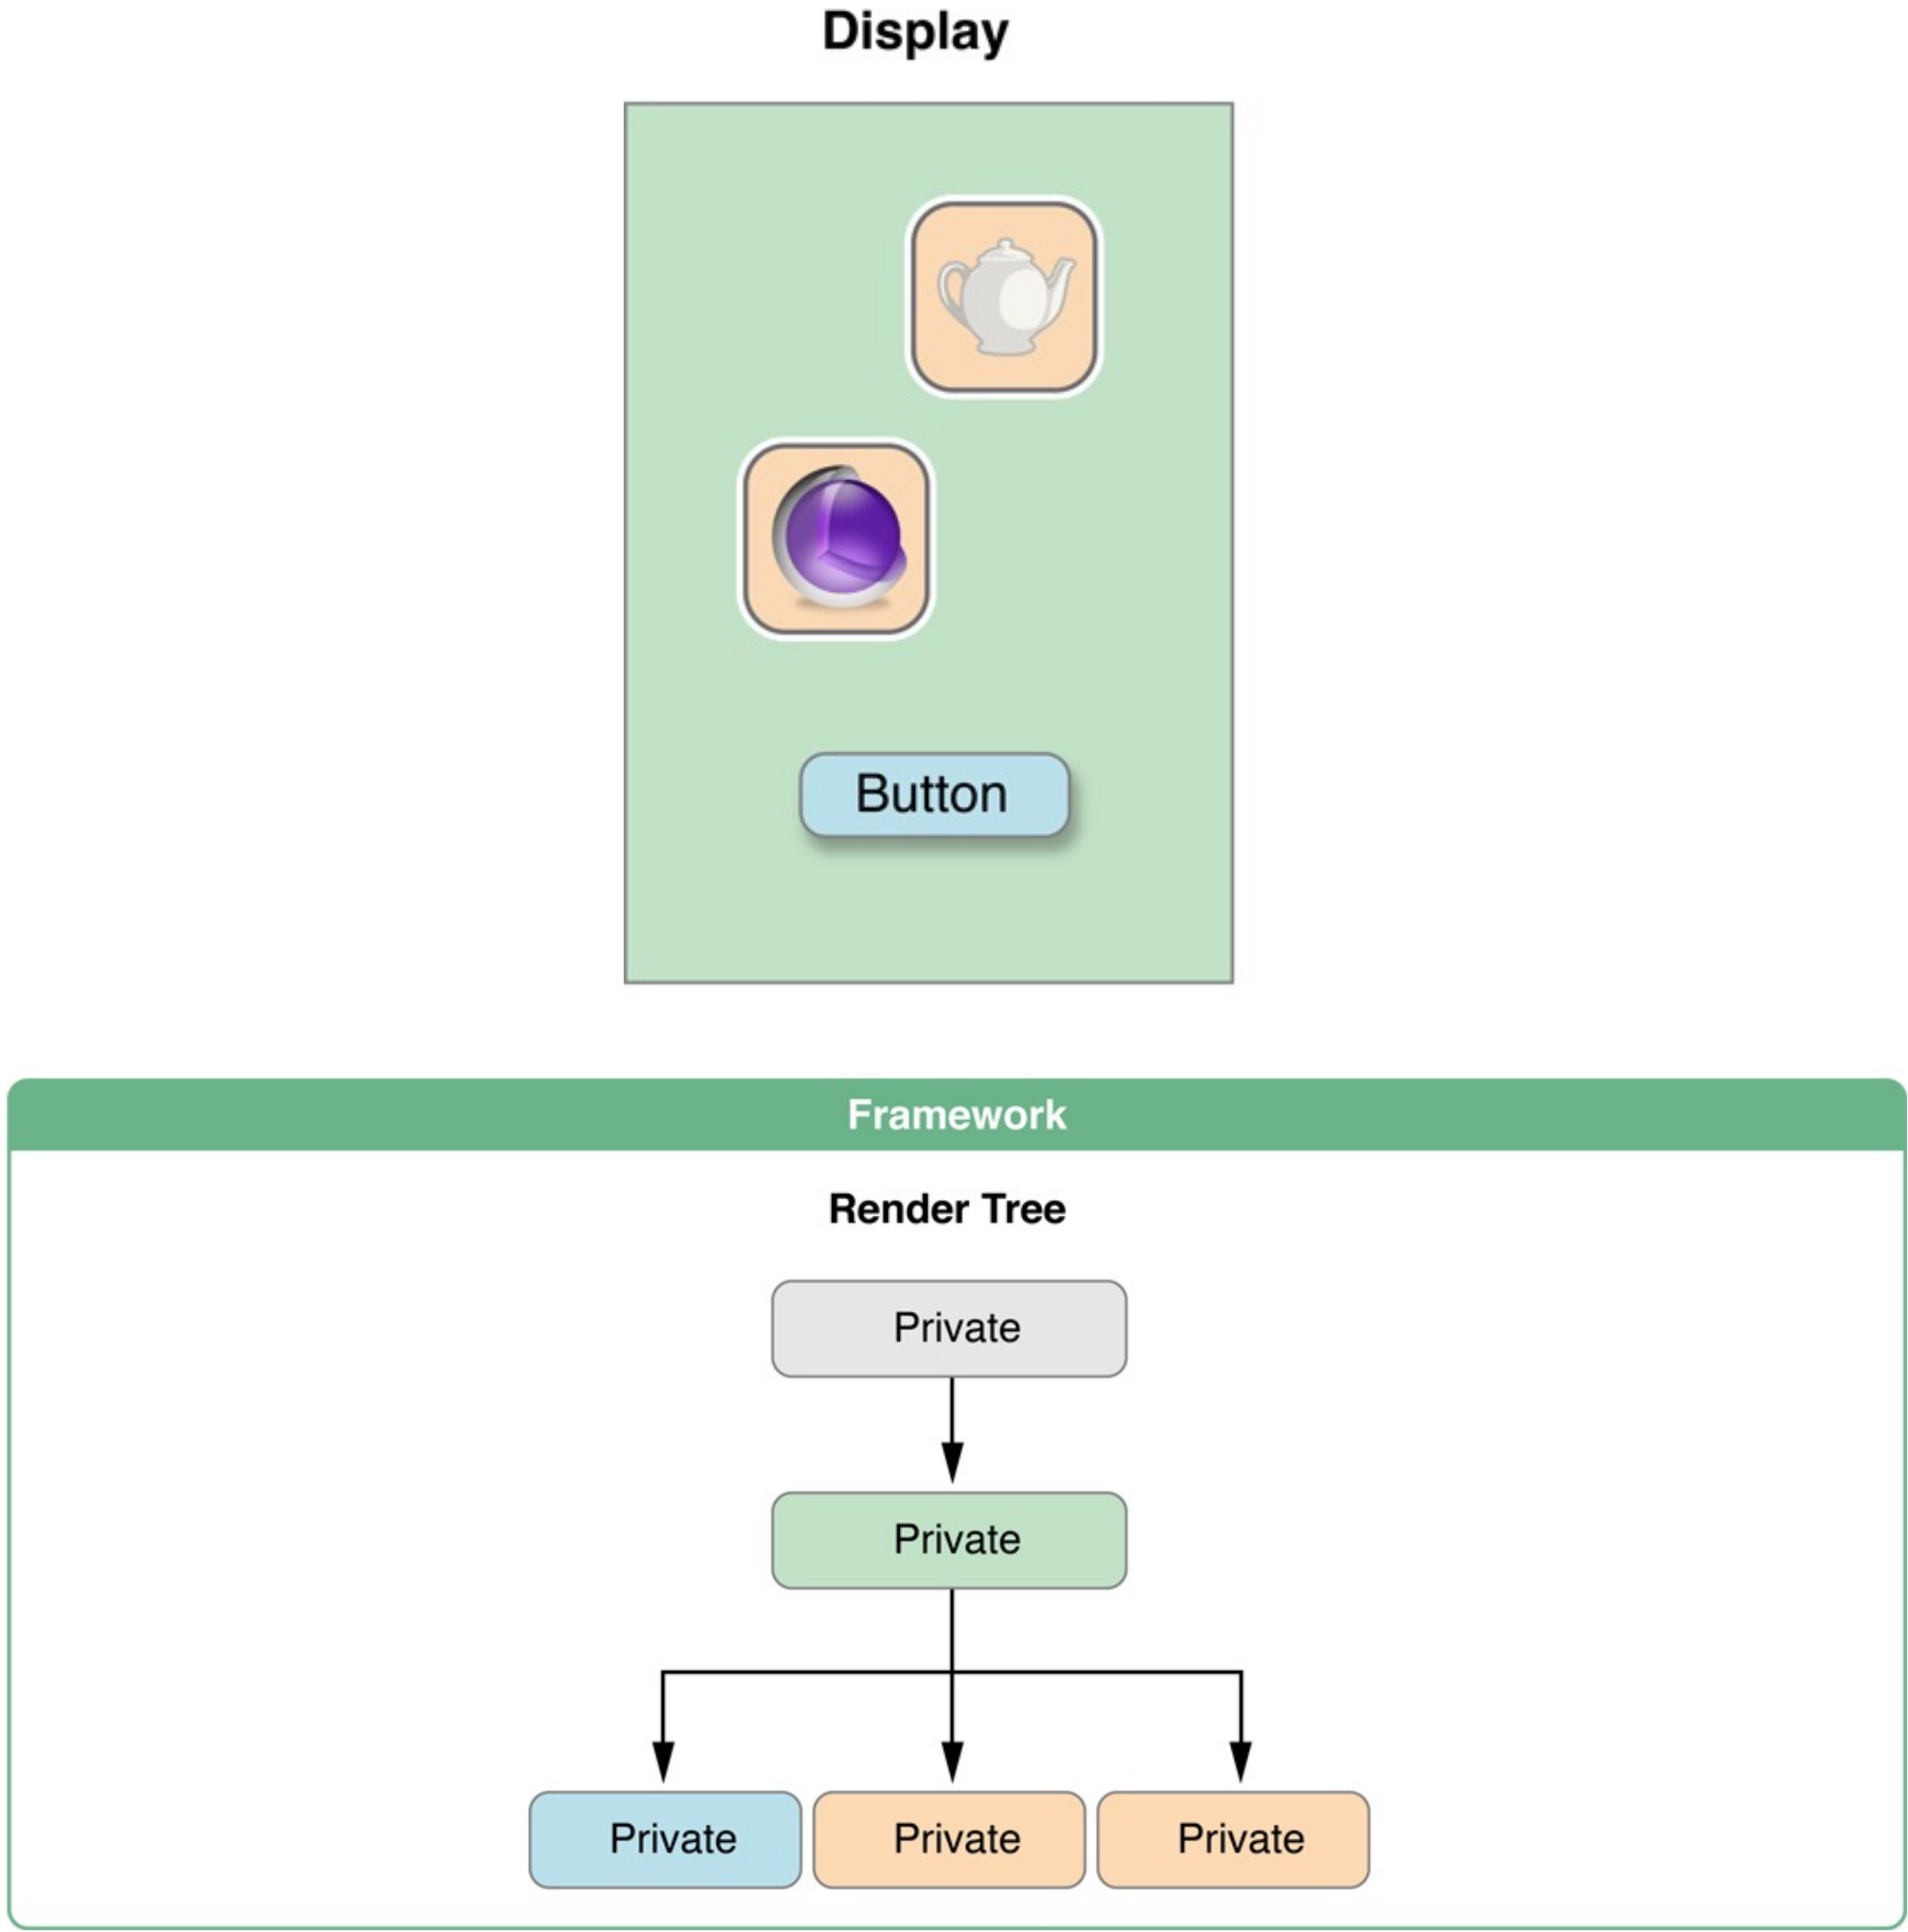 Display
Button
Framework
Render Tree
Private
Private
Private Private Private